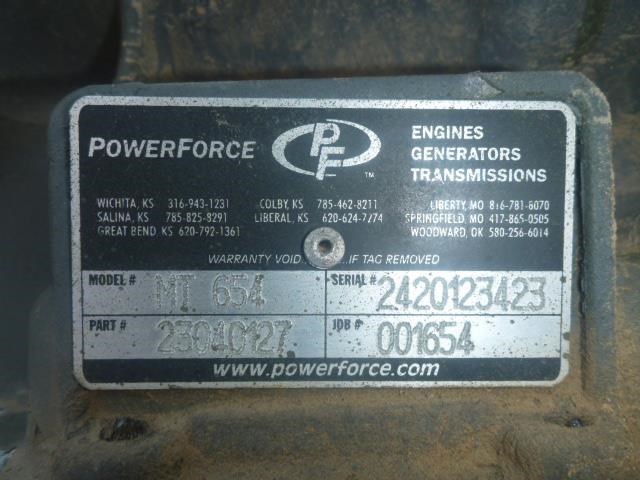 POWERFORCE
PF
TM
ENGINES
GENERATORS
TRANSMISSIONS
WICHITA, KS 316-943-1231 COLBY, KS 785-462-8211 LIBERTY, MO 816-781-6070
SALINA, KS 785-825-8291 LIBERAL, KS 620-624-7774 SPRINGFIELD, MO 417-865-0505
GREAT BEND, KS 620-792-1361 WOODWARD, OK 580-256-6014
WARRANTY VOID... ...IF TAG REMOVED
MODEL # MT 654 SERIAL # 2420123423
PART # 23040127 JOB # 001654
www.powerforce.com